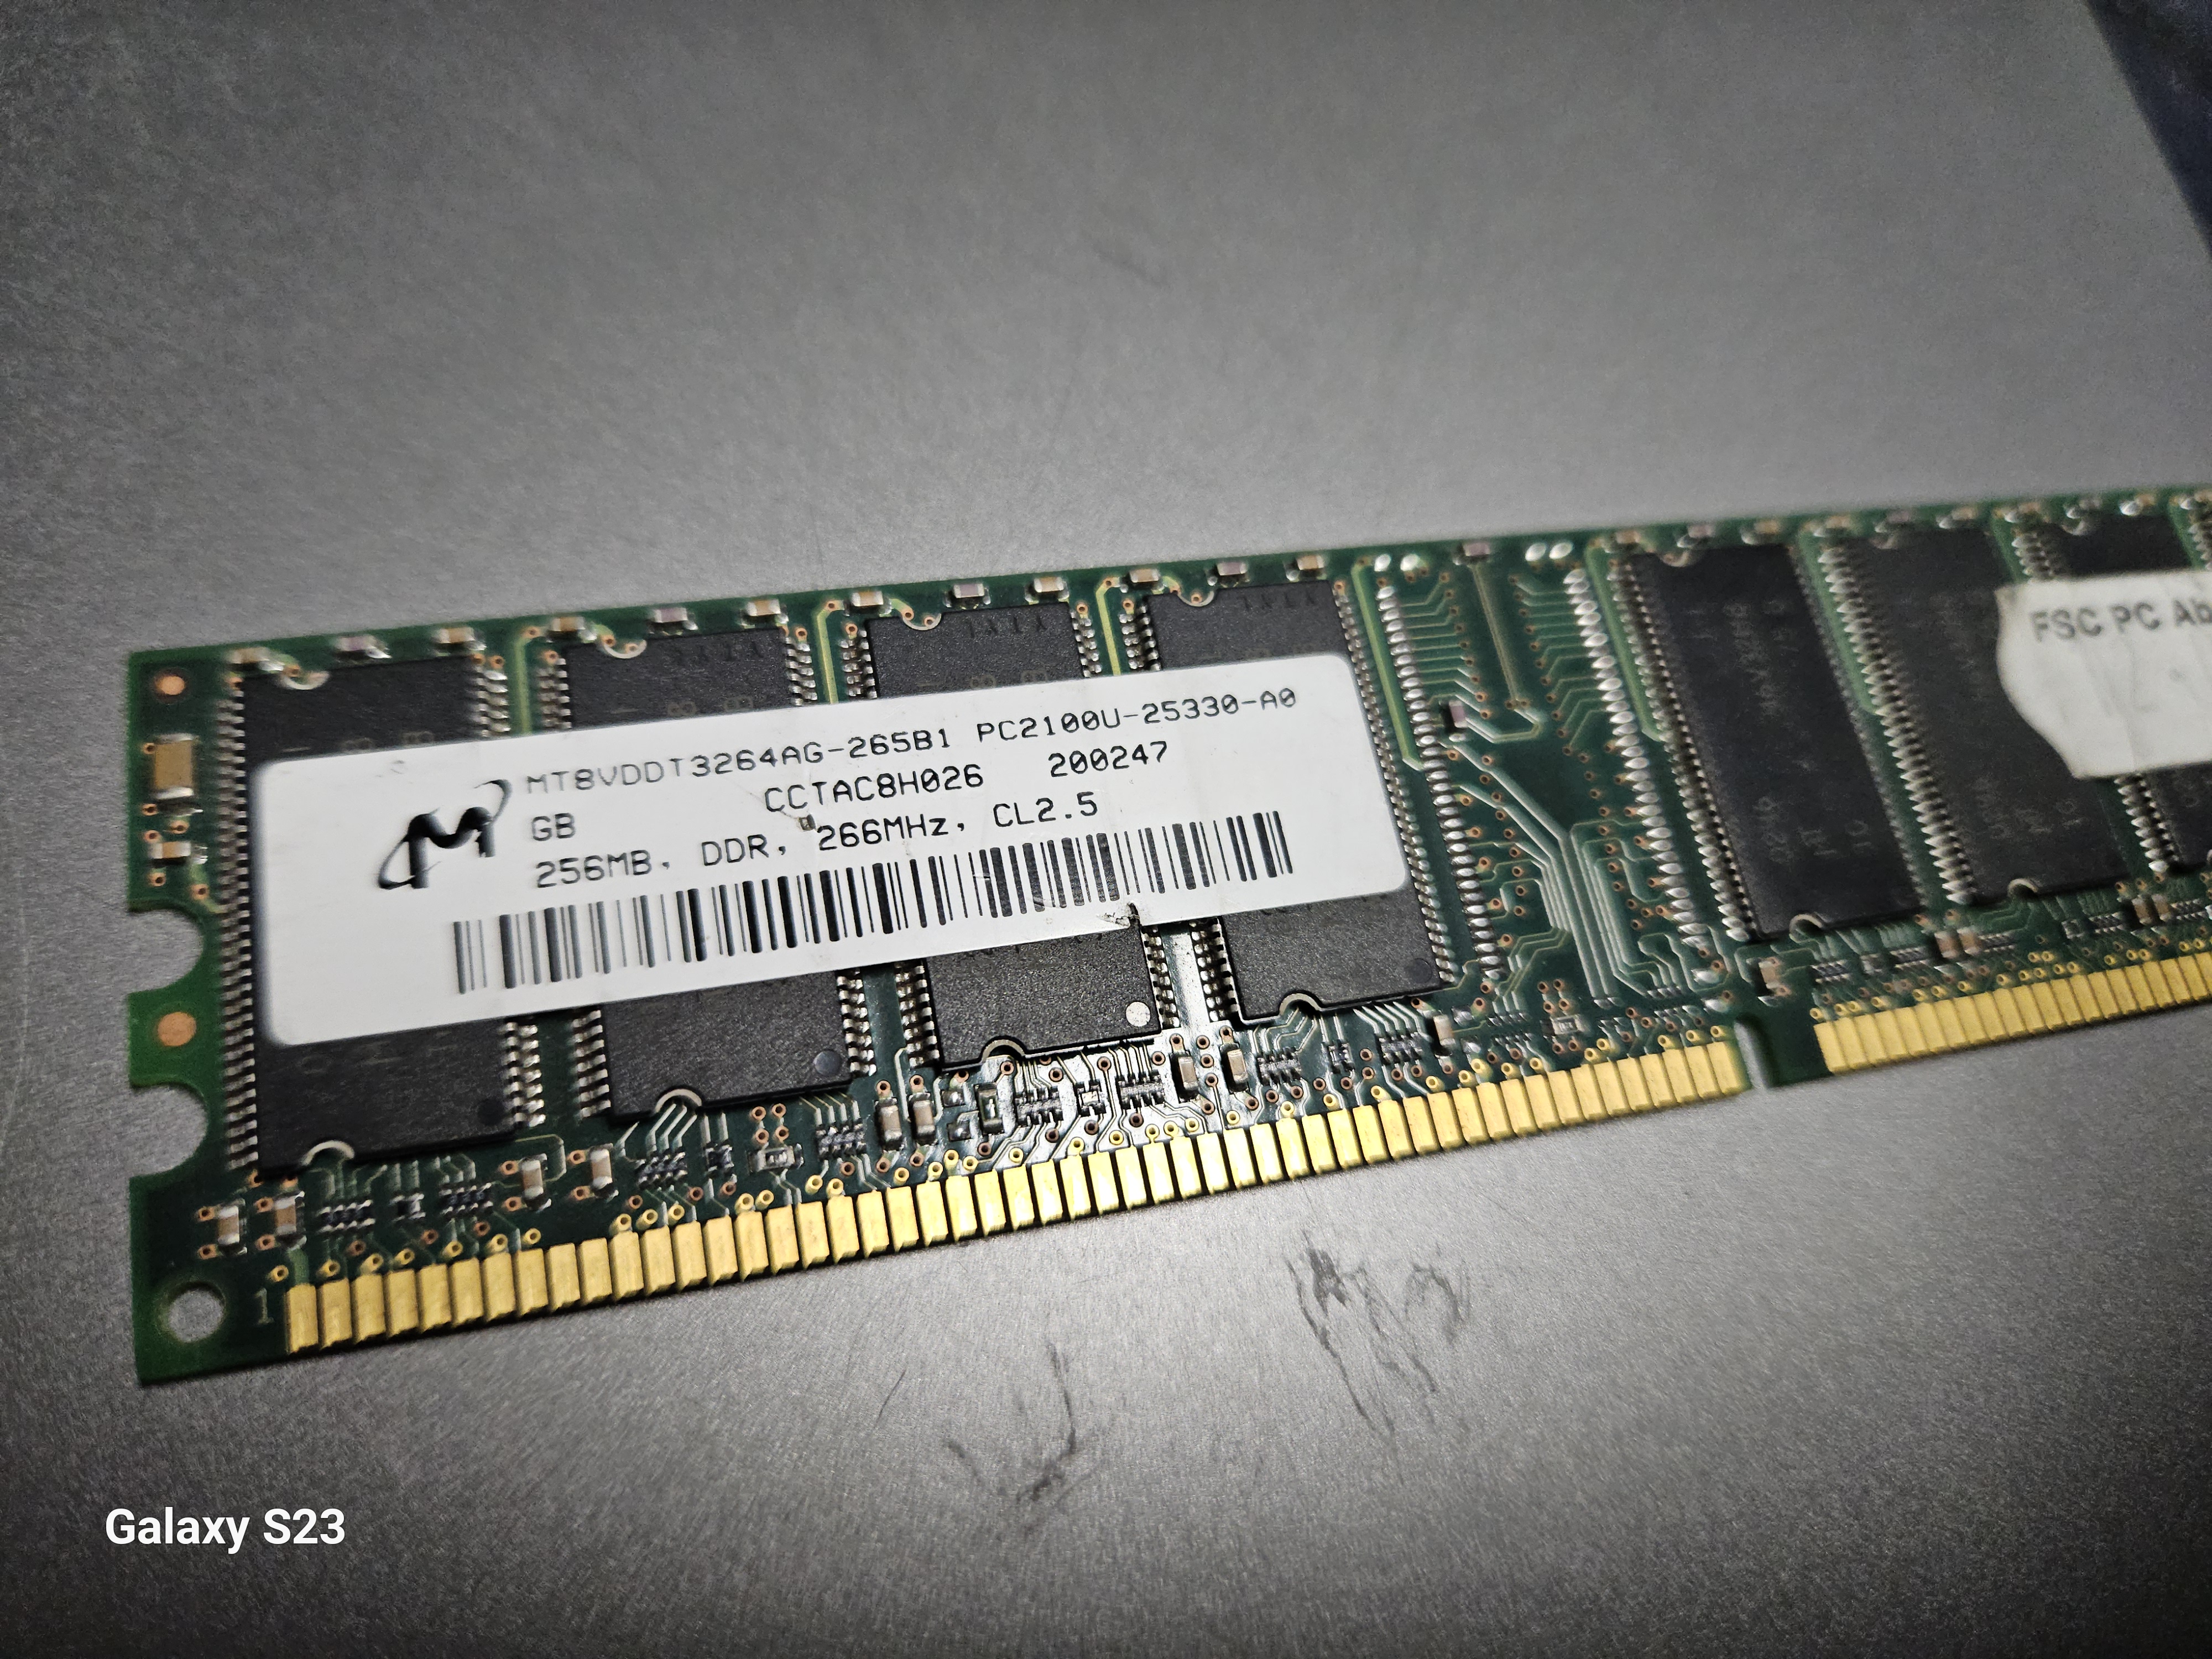 MT8VDDT3264AG-265B1 PC2100U-25330-A0
CCTAC8H026 200247
GB
256MB, DDR, 266MHz, CL2.5
FSC PC Ab
1
Galaxy S23